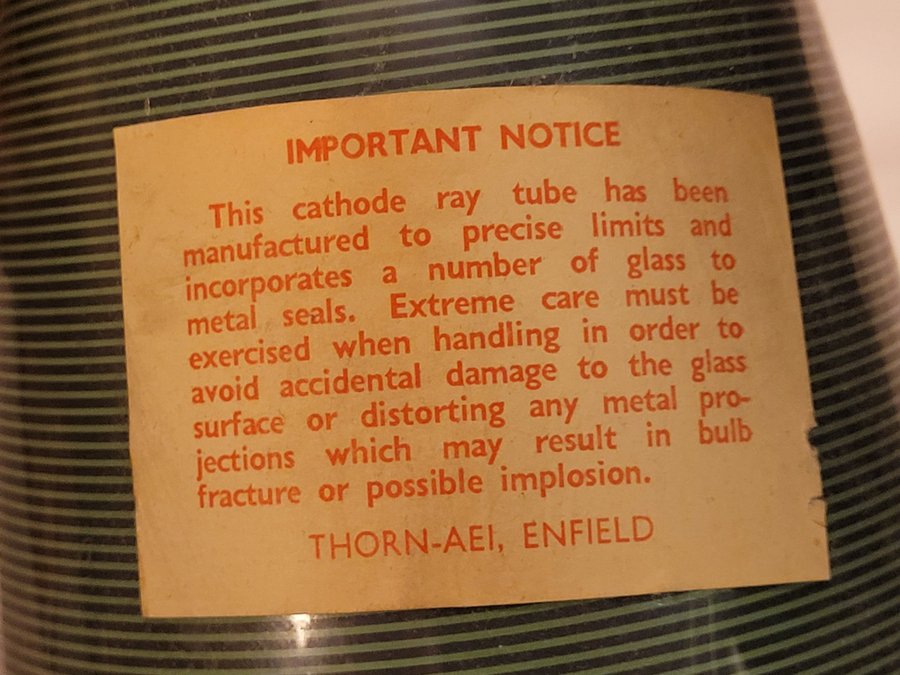 IMPORTANT NOTICE
This cathode ray tube has been
manufactured to precise limits and
incorporates a number of glass to
metal seals. Extreme care must be
exercised when handling in order to
avoid accidental damage to the glass
surface or distorting any metal pro-
jections which may result in bulb
fracture or possible implosion.
THORN-AEI, ENFIELD